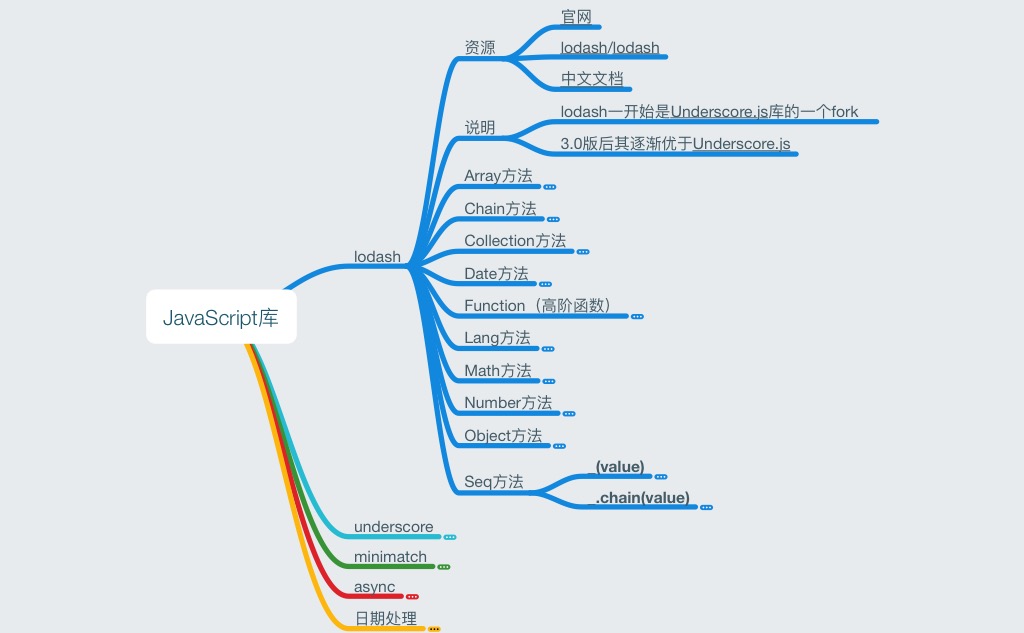 JavaScript库
lodash
资源
官网
lodash/lodash
中文文档
说明
lodash一开始是Underscore.js库的一个fork
3.0版后其逐渐优于Underscore.js
Array方法
Chain方法
Collection方法
Date方法
Function（高阶函数）
Lang方法
Math方法
Number方法
Object方法
Seq方法
_(value)
_.chain(value)
underscore
minimatch
async
日期处理